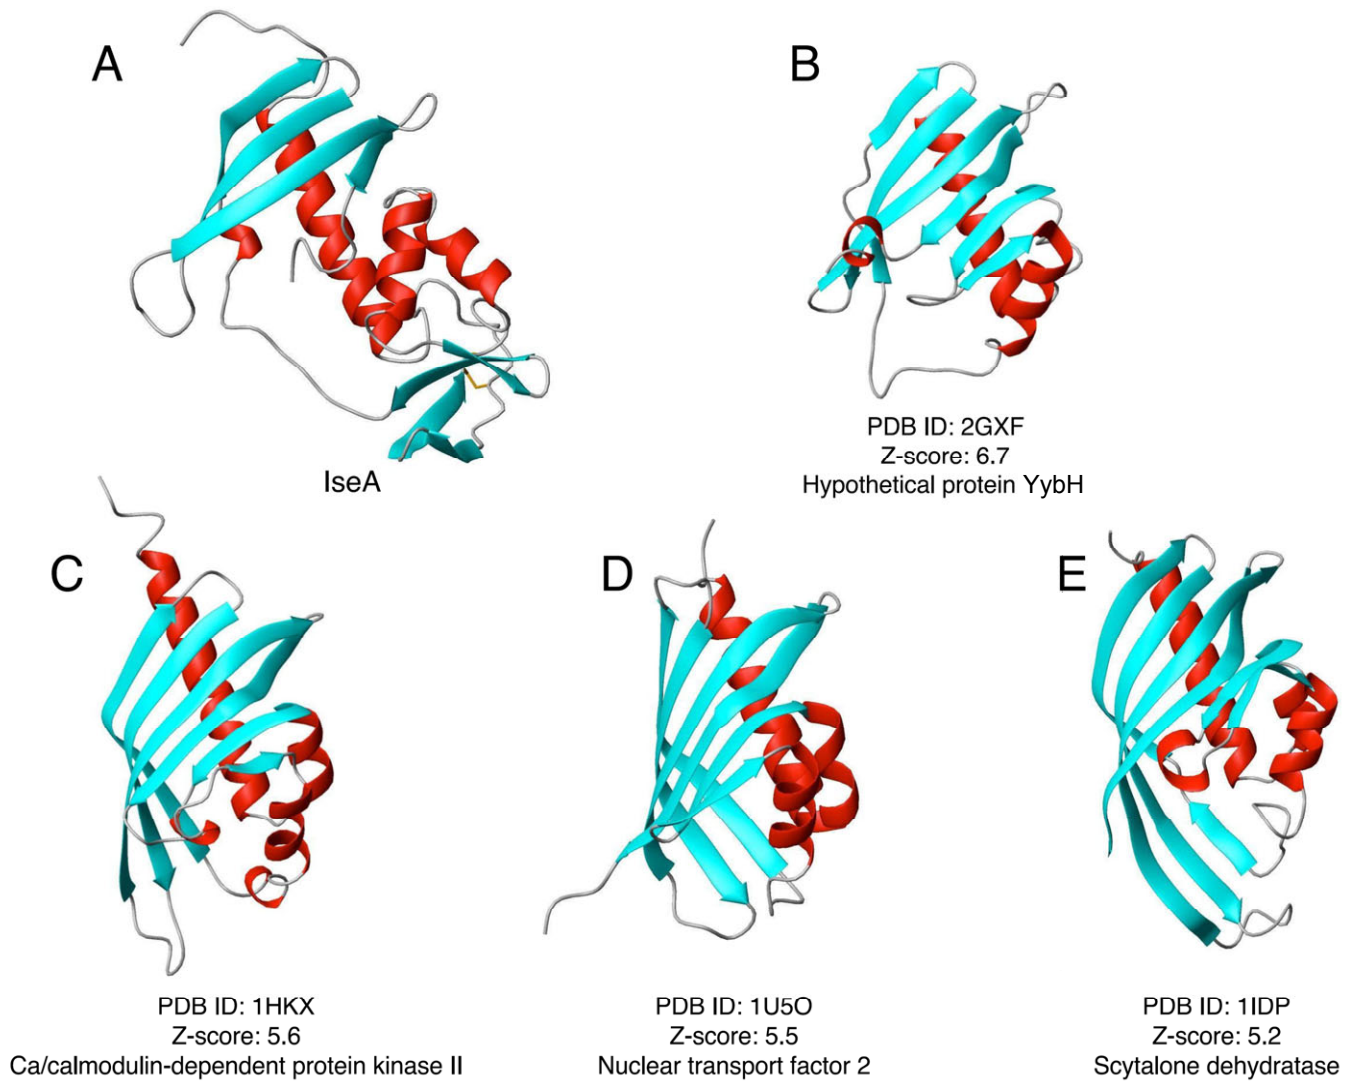 A
B
IseA
PDB ID: 2GXF
Z-score: 6.7
Hypothetical protein YybH
C
D
E
PDB ID: 1HKX
Z-score: 5.6
Ca/calmodulin-dependent protein kinase II
PDB ID: 1U5O
Z-score: 5.5
Nuclear transport factor 2
PDB ID: 1IDP
Z-score: 5.2
Scytalone dehydratase